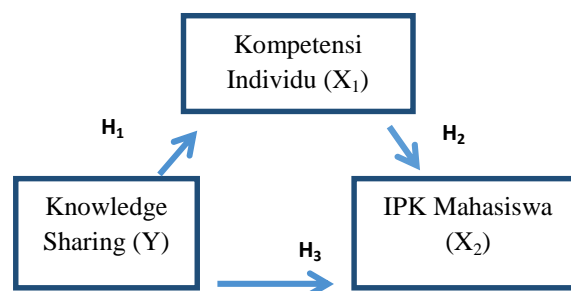 Kompetensi
Individu (X₁)
H₁
H₂
Knowledge
Sharing (Y)
IPK Mahasiswa
(X₂)
H₃